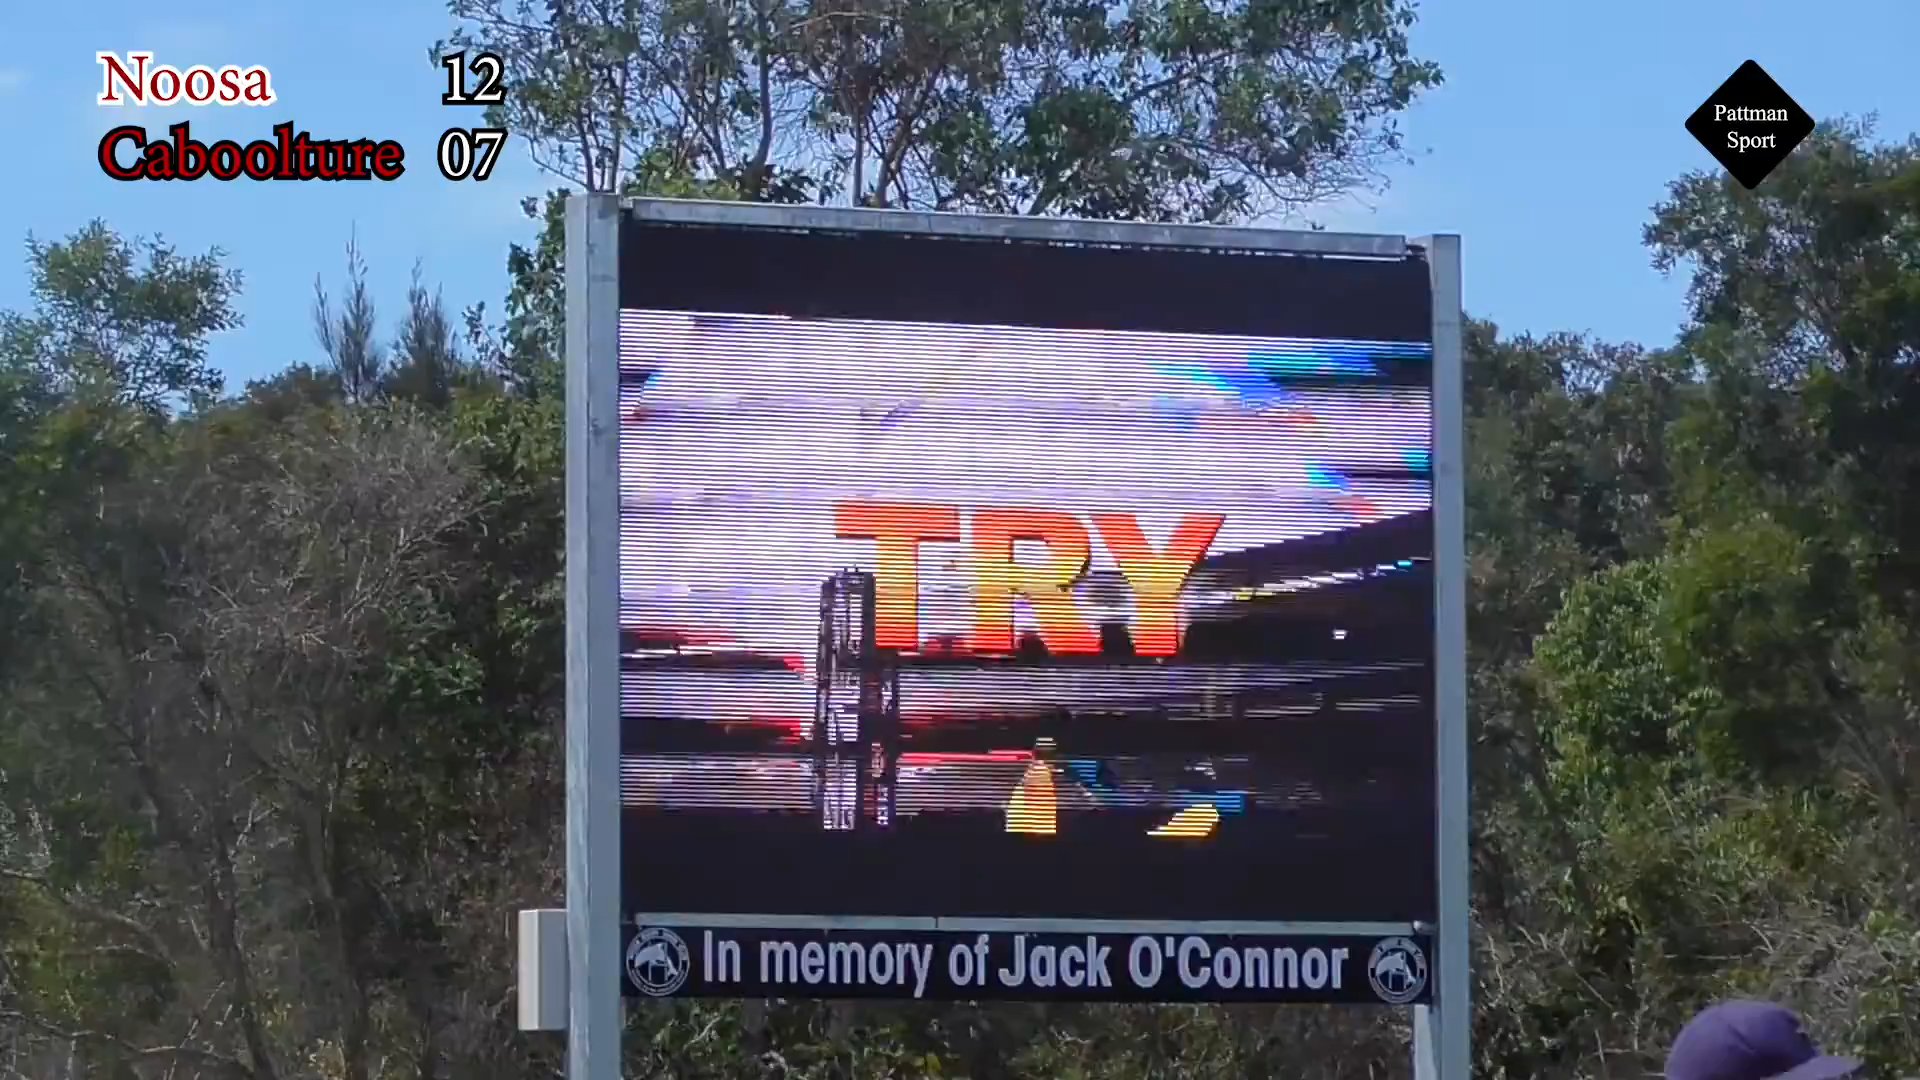 Noosa 12
Caboolture 07
Pattman
Sport
TRY
In memory of Jack O'Connor